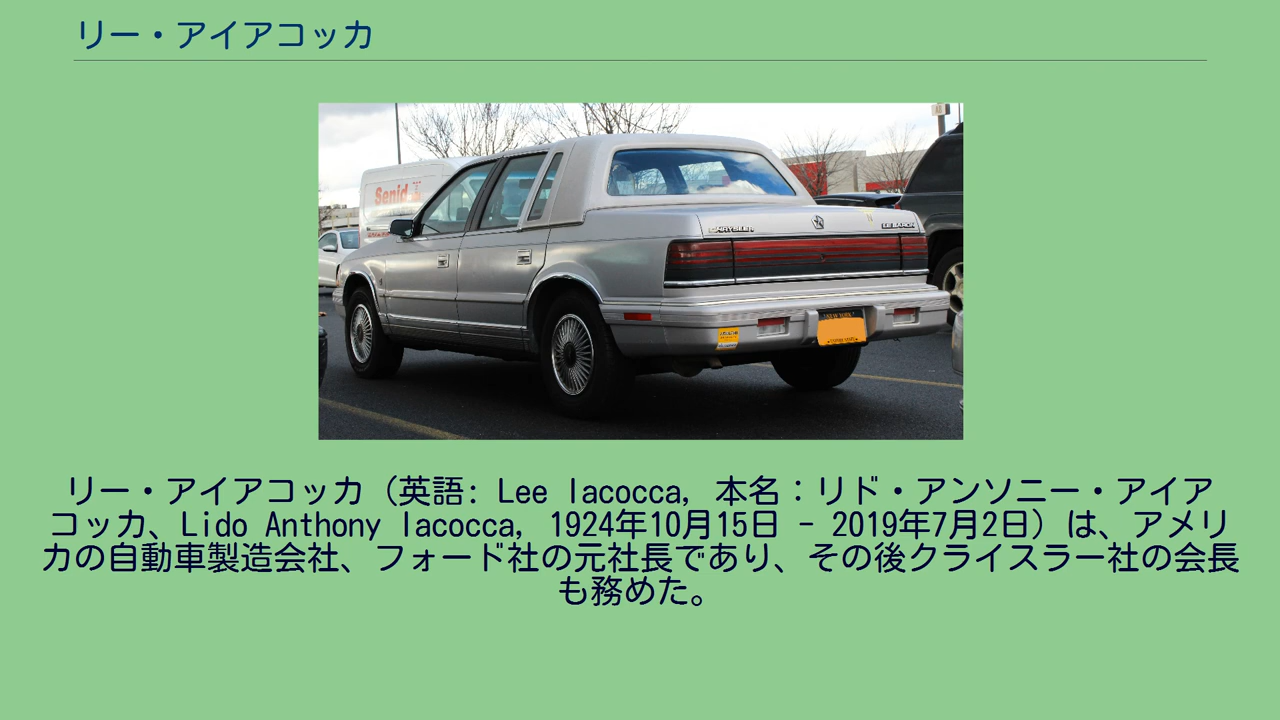 リー・アイアコッカ
Senid
CHRYSLER
LEBARON
NEW YORK
リー・アイアコッカ（英語: Lee Iacocca, 本名：リド・アンソニー・アイア
コッカ、Lido Anthony Iacocca, 1924年10月15日 - 2019年7月2日）は、アメリ
カの自動車製造会社、フォード社の元社長であり、その後クライスラー社の会長
も務めた。